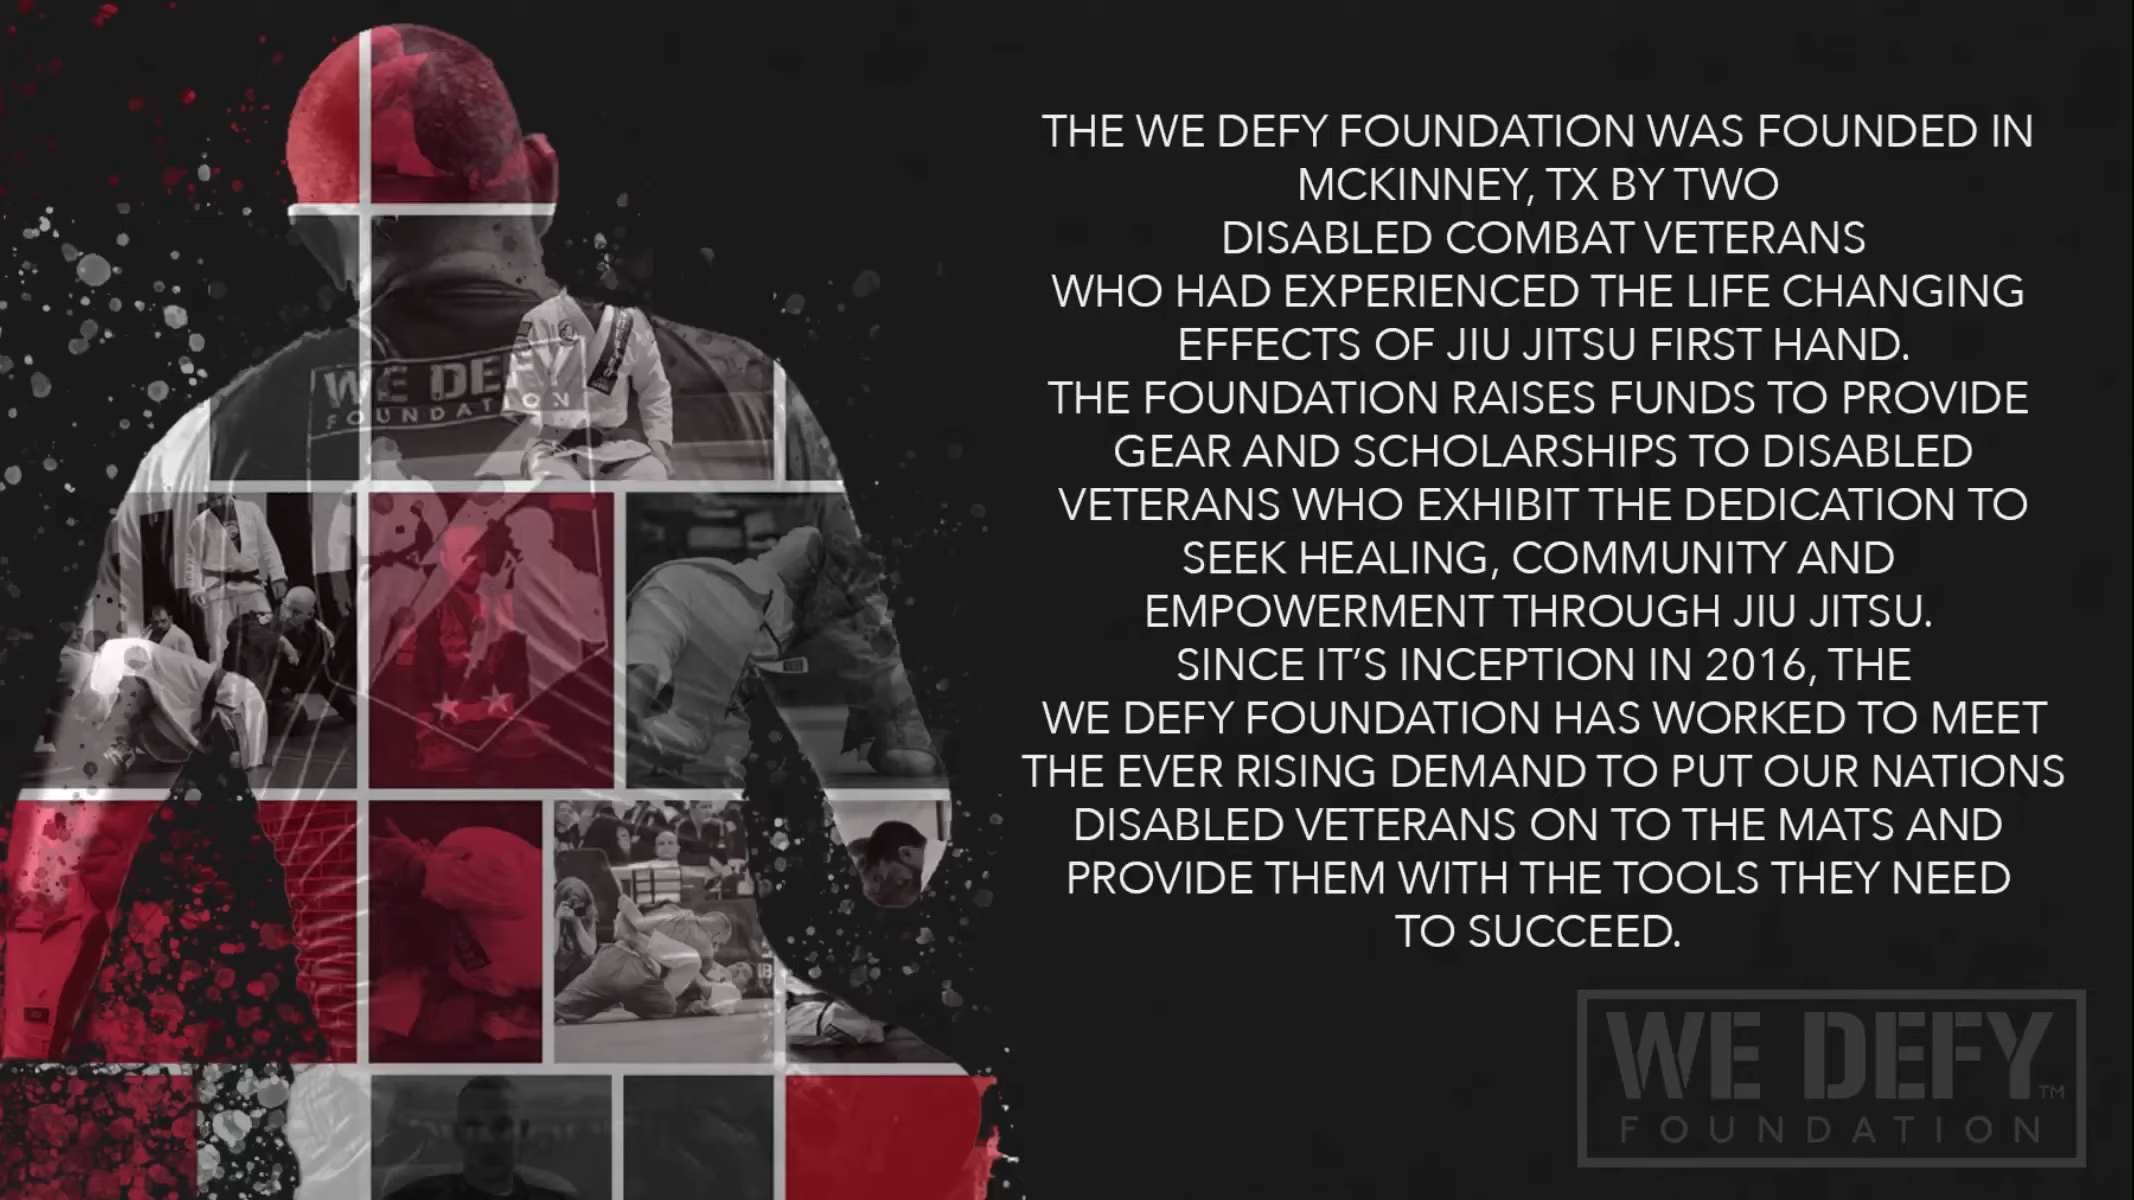 THE WE DEFY FOUNDATION WAS FOUNDED IN
MCKINNEY, TX BY TWO
DISABLED COMBAT VETERANS
WHO HAD EXPERIENCED THE LIFE CHANGING
EFFECTS OF JIU JITSU FIRST HAND.
THE FOUNDATION RAISES FUNDS TO PROVIDE
GEAR AND SCHOLARSHIPS TO DISABLED
VETERANS WHO EXHIBIT THE DEDICATION TO
SEEK HEALING, COMMUNITY AND
EMPOWERMENT THROUGH JIU JITSU.
SINCE IT’S INCEPTION IN 2016, THE
WE DEFY FOUNDATION HAS WORKED TO MEET
THE EVER RISING DEMAND TO PUT OUR NATIONS
DISABLED VETERANS ON TO THE MATS AND
PROVIDE THEM WITH THE TOOLS THEY NEED
TO SUCCEED.
WE DEFY
FOUNDATION
WE DEFY™
FOUNDATION